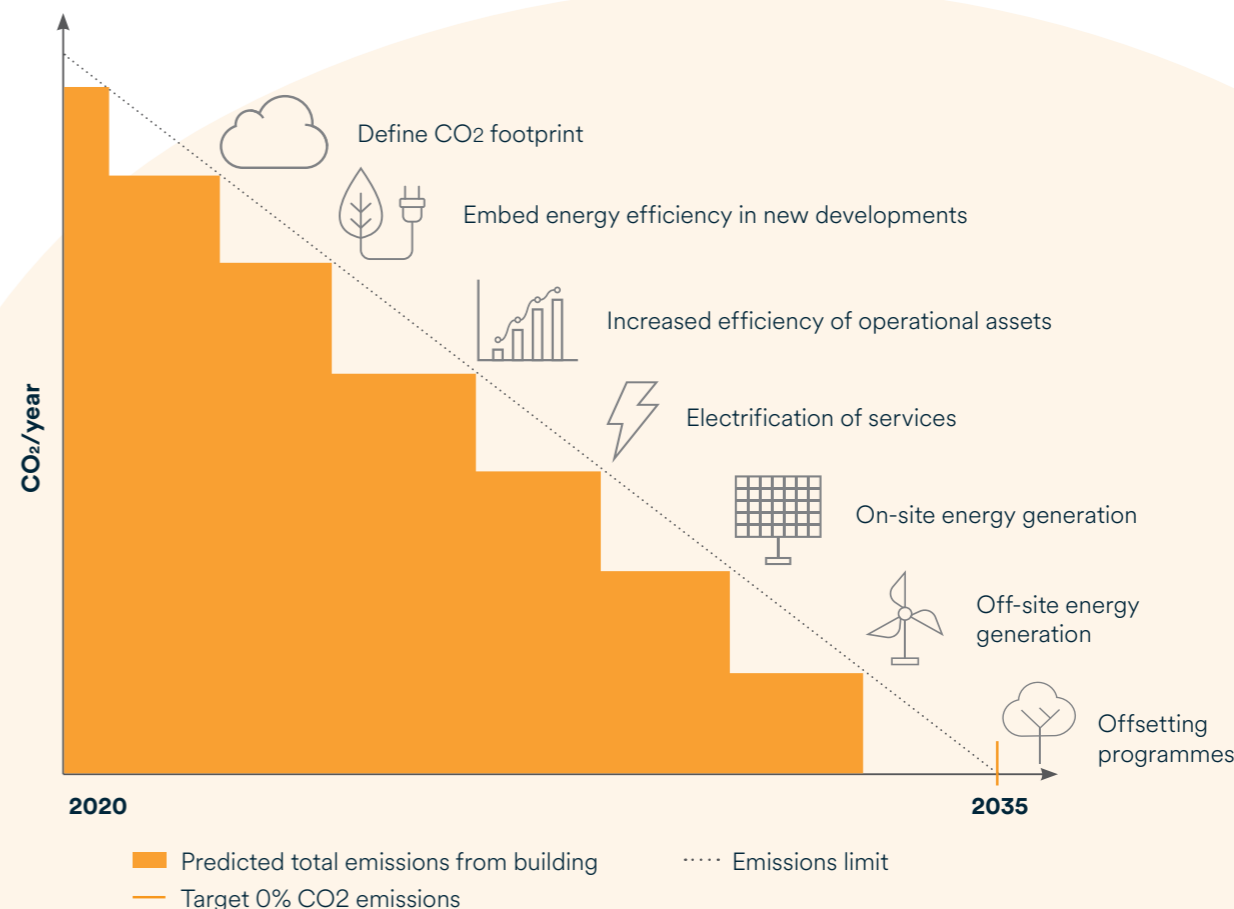 Define CO2 footprint
Embed energy efficiency in new developments
Increased efficiency of operational assets
Electrification of services
On-site energy generation
Off-site energy
generation
Offsetting
programmes
CO₂/year
2020
2035
Predicted total emissions from building
Emissions limit
Target 0% CO2 emissions